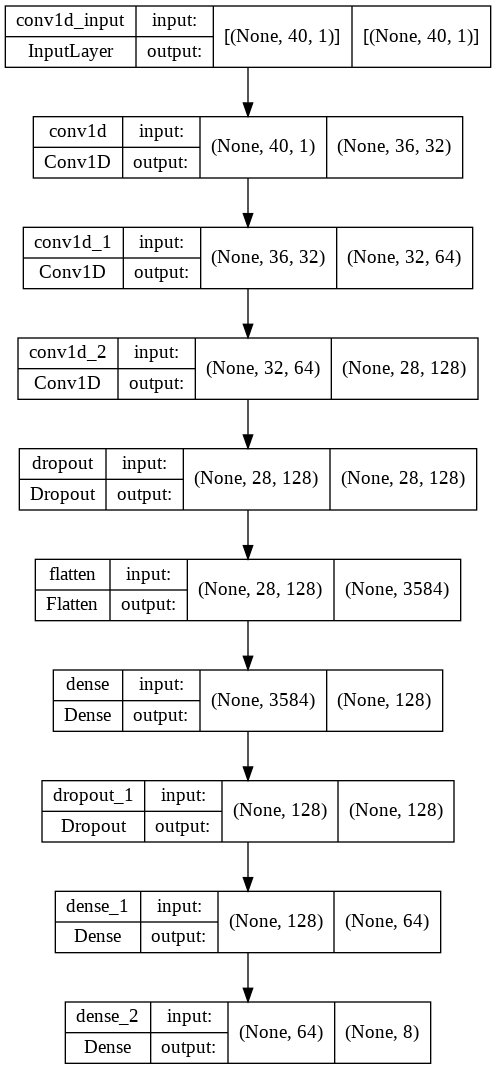 conv1d_input input: [(None, 40, 1)] [(None, 40, 1)]
InputLayer output:
conv1d input: (None, 40, 1) (None, 36, 32)
Conv1D output:
conv1d_1 input: (None, 36, 32) (None, 32, 64)
Conv1D output:
conv1d_2 input: (None, 32, 64) (None, 28, 128)
Conv1D output:
dropout input: (None, 28, 128) (None, 28, 128)
Dropout output:
flatten input: (None, 28, 128) (None, 3584)
Flatten output:
dense input: (None, 3584) (None, 128)
Dense output:
dropout_1 input: (None, 128) (None, 128)
Dropout output:
dense_1 input: (None, 128) (None, 64)
Dense output:
dense_2 input: (None, 64) (None, 8)
Dense output: